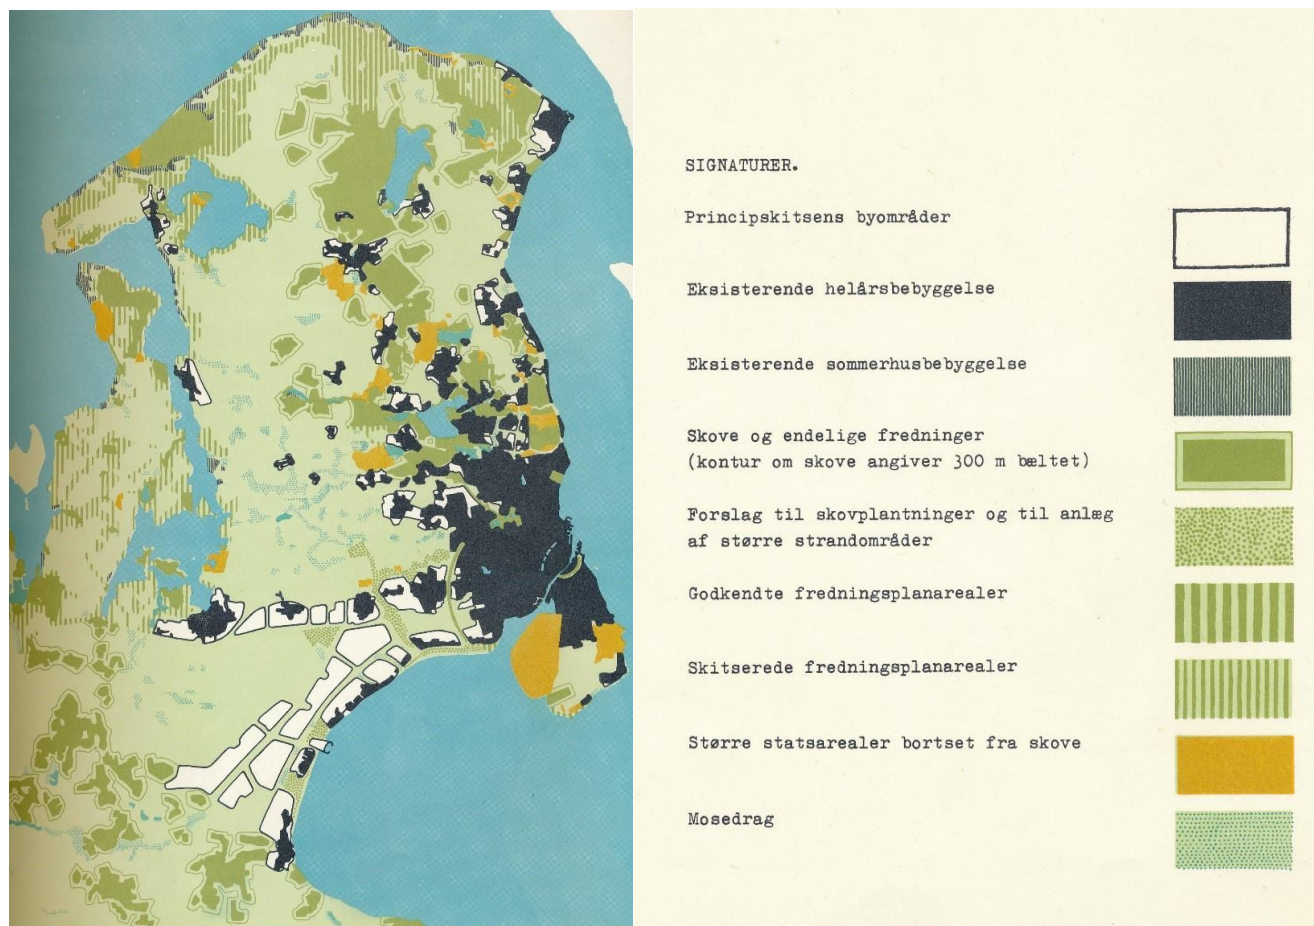 SIGNATURER.
Principskitsens byområder
Eksisterende helårsbebyggelse
Eksisterende sommerhusbebyggelse
Skove og endelige fredninger
(kontur om skove angiver 300 m bæltet)
Forslag til skovplantninger og til anlæg
af større strandområder
Godkendte fredningsplanarealer
Skitserede fredningsplanarealer
Større statsarealer bortset fra skove
Mosedrag